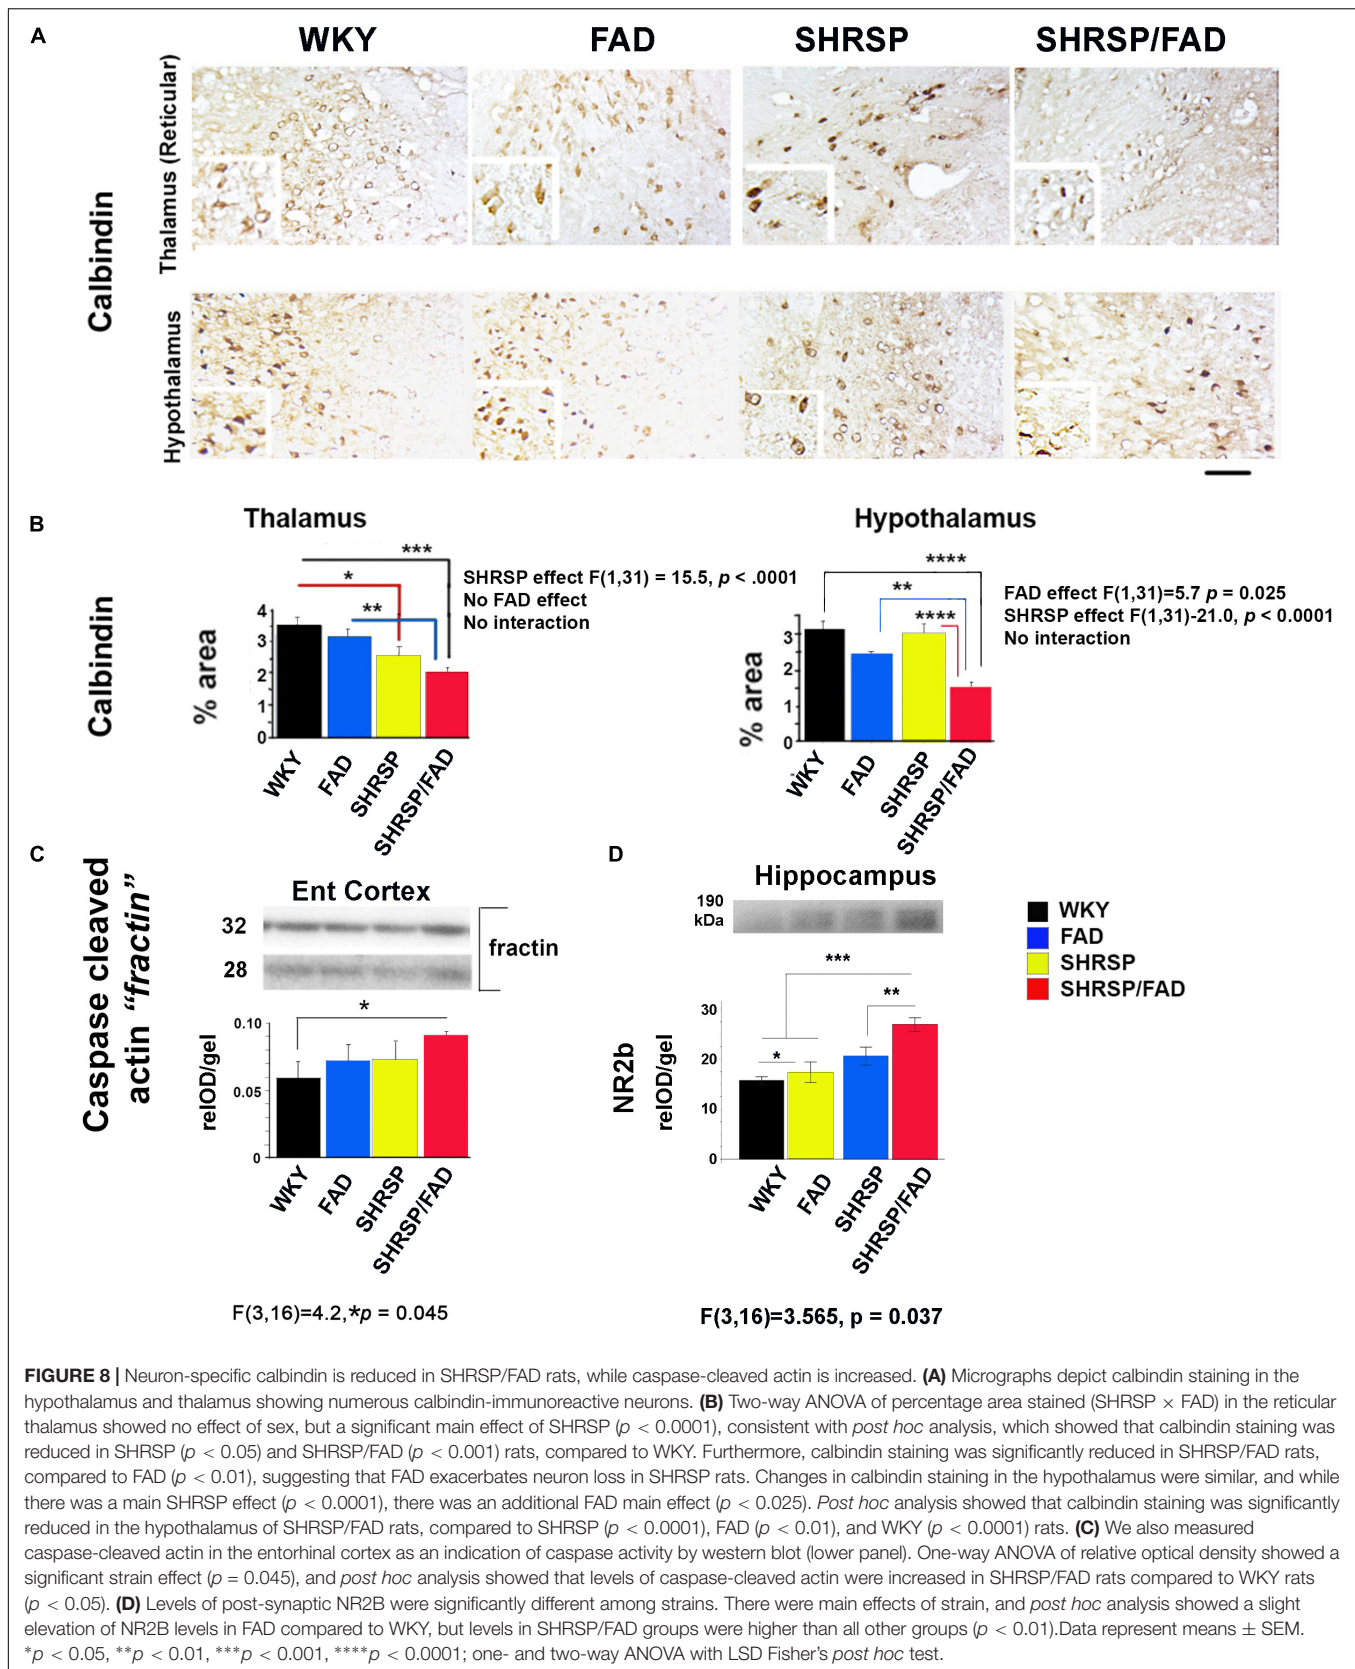 A
WKY
FAD
SHRSP
SHRSP/FAD
Calbindin
Thalamus (Reticular)
Hypothalamus
B
Thalamus
Calbindin
% area
4
3
2
1
0
***
*
**
SHRSP effect F(1,31) = 15.5, p < .0001
No FAD effect
No interaction
WKY
FAD
SHRSP
SHRSP/FAD
Hypothalamus
% area
3
2
1
0
****
**
****
FAD effect F(1,31)=5.7 p = 0.025
SHRSP effect F(1,31)-21.0, p < 0.0001
No interaction
WKY
FAD
SHRSP
SHRSP/FAD
C
Caspase cleaved
actin “fractin”
Ent Cortex
32
28
fractin
*
relOD/gel
0.10
0.05
0
WKY
FAD
SHRSP
SHRSP/FAD
F(3,16)=4.2,*p = 0.045
D
Hippocampus
190
kDa
***
**
*
NR2b
relOD/gel
30
20
10
0
WKY
FAD
SHRSP
SHRSP/FAD
F(3,16)=3.565, p = 0.037
WKY
FAD
SHRSP
SHRSP/FAD
FIGURE 8 | Neuron-specific calbindin is reduced in SHRSP/FAD rats, while caspase-cleaved actin is increased. (A) Micrographs depict calbindin staining in the
hypothalamus and thalamus showing numerous calbindin-immunoreactive neurons. (B) Two-way ANOVA of percentage area stained (SHRSP × FAD) in the reticular
thalamus showed no effect of sex, but a significant main effect of SHRSP (p < 0.0001), consistent with post hoc analysis, which showed that calbindin staining was
reduced in SHRSP (p < 0.05) and SHRSP/FAD (p < 0.001) rats, compared to WKY. Furthermore, calbindin staining was significantly reduced in SHRSP/FAD rats,
compared to FAD (p < 0.01), suggesting that FAD exacerbates neuron loss in SHRSP rats. Changes in calbindin staining in the hypothalamus were similar, and while
there was a main SHRSP effect (p < 0.0001), there was an additional FAD main effect (p < 0.025). Post hoc analysis showed that calbindin staining was significantly
reduced in the hypothalamus of SHRSP/FAD rats, compared to SHRSP (p < 0.0001), FAD (p < 0.01), and WKY (p < 0.0001) rats. (C) We also measured
caspase-cleaved actin in the entorhinal cortex as an indication of caspase activity by western blot (lower panel). One-way ANOVA of relative optical density showed a
significant strain effect (p = 0.045), and post hoc analysis showed that levels of caspase-cleaved actin were increased in SHRSP/FAD rats compared to WKY rats
(p < 0.05). (D) Levels of post-synaptic NR2B were significantly different among strains. There were main effects of strain, and post hoc analysis showed a slight
elevation of NR2B levels in FAD compared to WKY, but levels in SHRSP/FAD groups were higher than all other groups (p < 0.01).Data represent means ± SEM.
*p < 0.05, **p < 0.01, ***p < 0.001, ****p < 0.0001; one- and two-way ANOVA with LSD Fisher’s post hoc test.